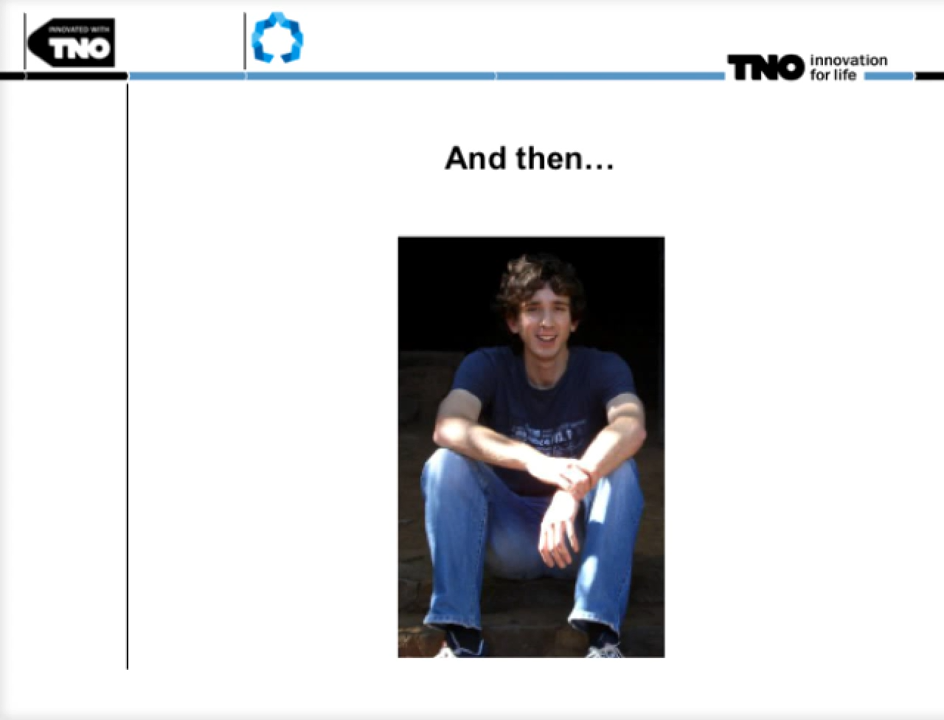 INNOVATED WITH
TNO
TNO innovation
for life
And then…